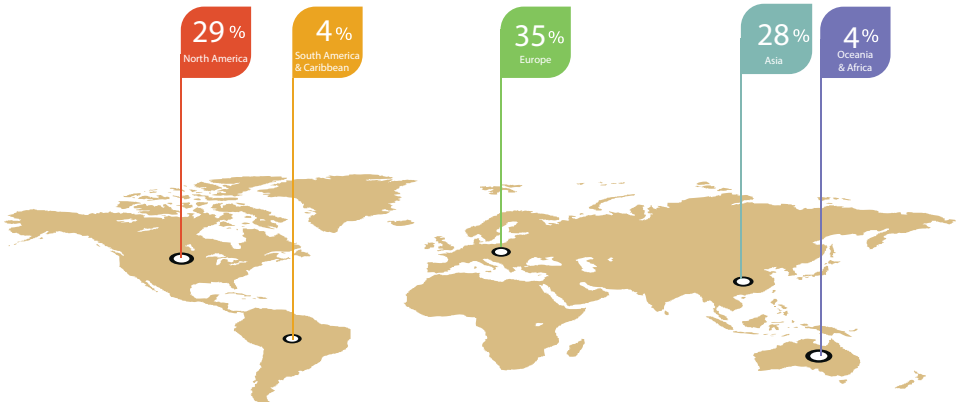 29 %
North America
4 %
South America
& Caribbean
35 %
Europe
28 %
Asia
4 %
Oceania
& Africa